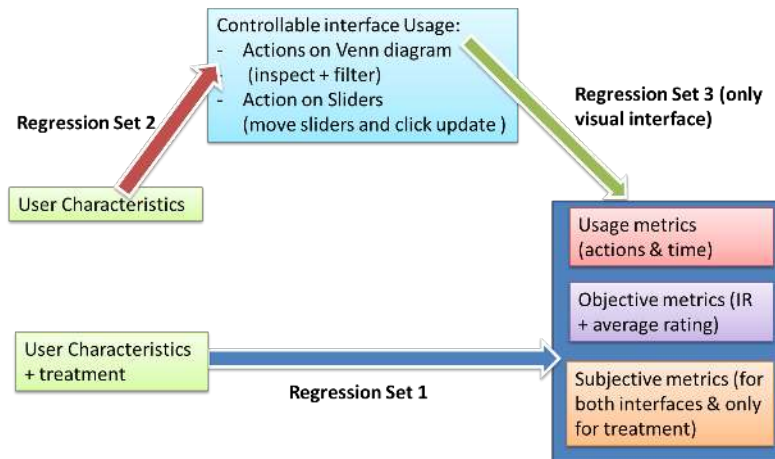 Controllable interface Usage:
- Actions on Venn diagram
- (inspect + filter)
- Action on Sliders
(move sliders and click update )
Regression Set 2
Regression Set 3 (only
visual interface)
User Characteristics
Usage metrics
(actions & time)
Objective metrics (IR
+ average rating)
User Characteristics
+ treatment
Regression Set 1
Subjective metrics (for
both interfaces & only
for treatment)